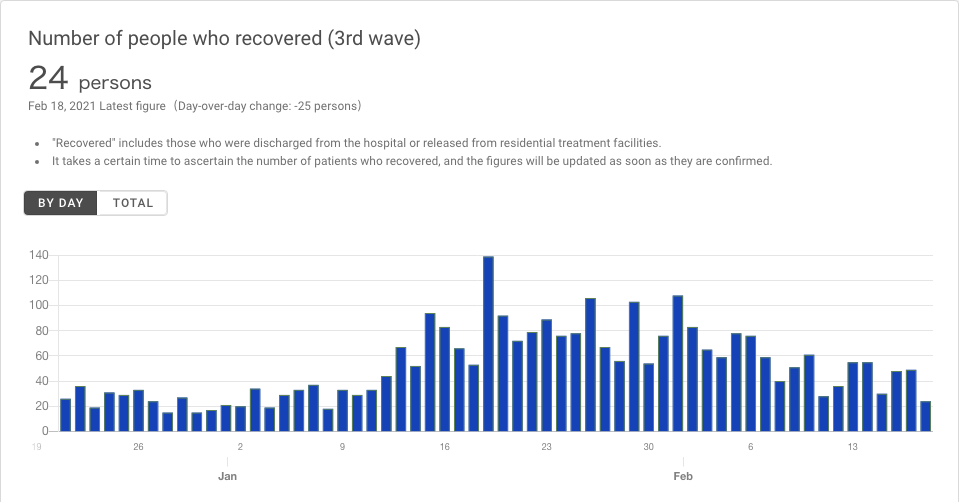 Number of people who recovered (3rd wave)
24 persons
Feb 18, 2021 Latest figure (Day-over-day change: -25 persons)
• "Recovered" includes those who were discharged from the hospital or released from residential treatment facilities.
• It takes a certain time to ascertain the number of patients who recovered, and the figures will be updated as soon as they are confirmed.
BY DAY TOTAL
140
120
100
80
60
40
20
0
19 26 2 9 16 23 30 6 13
Jan Feb